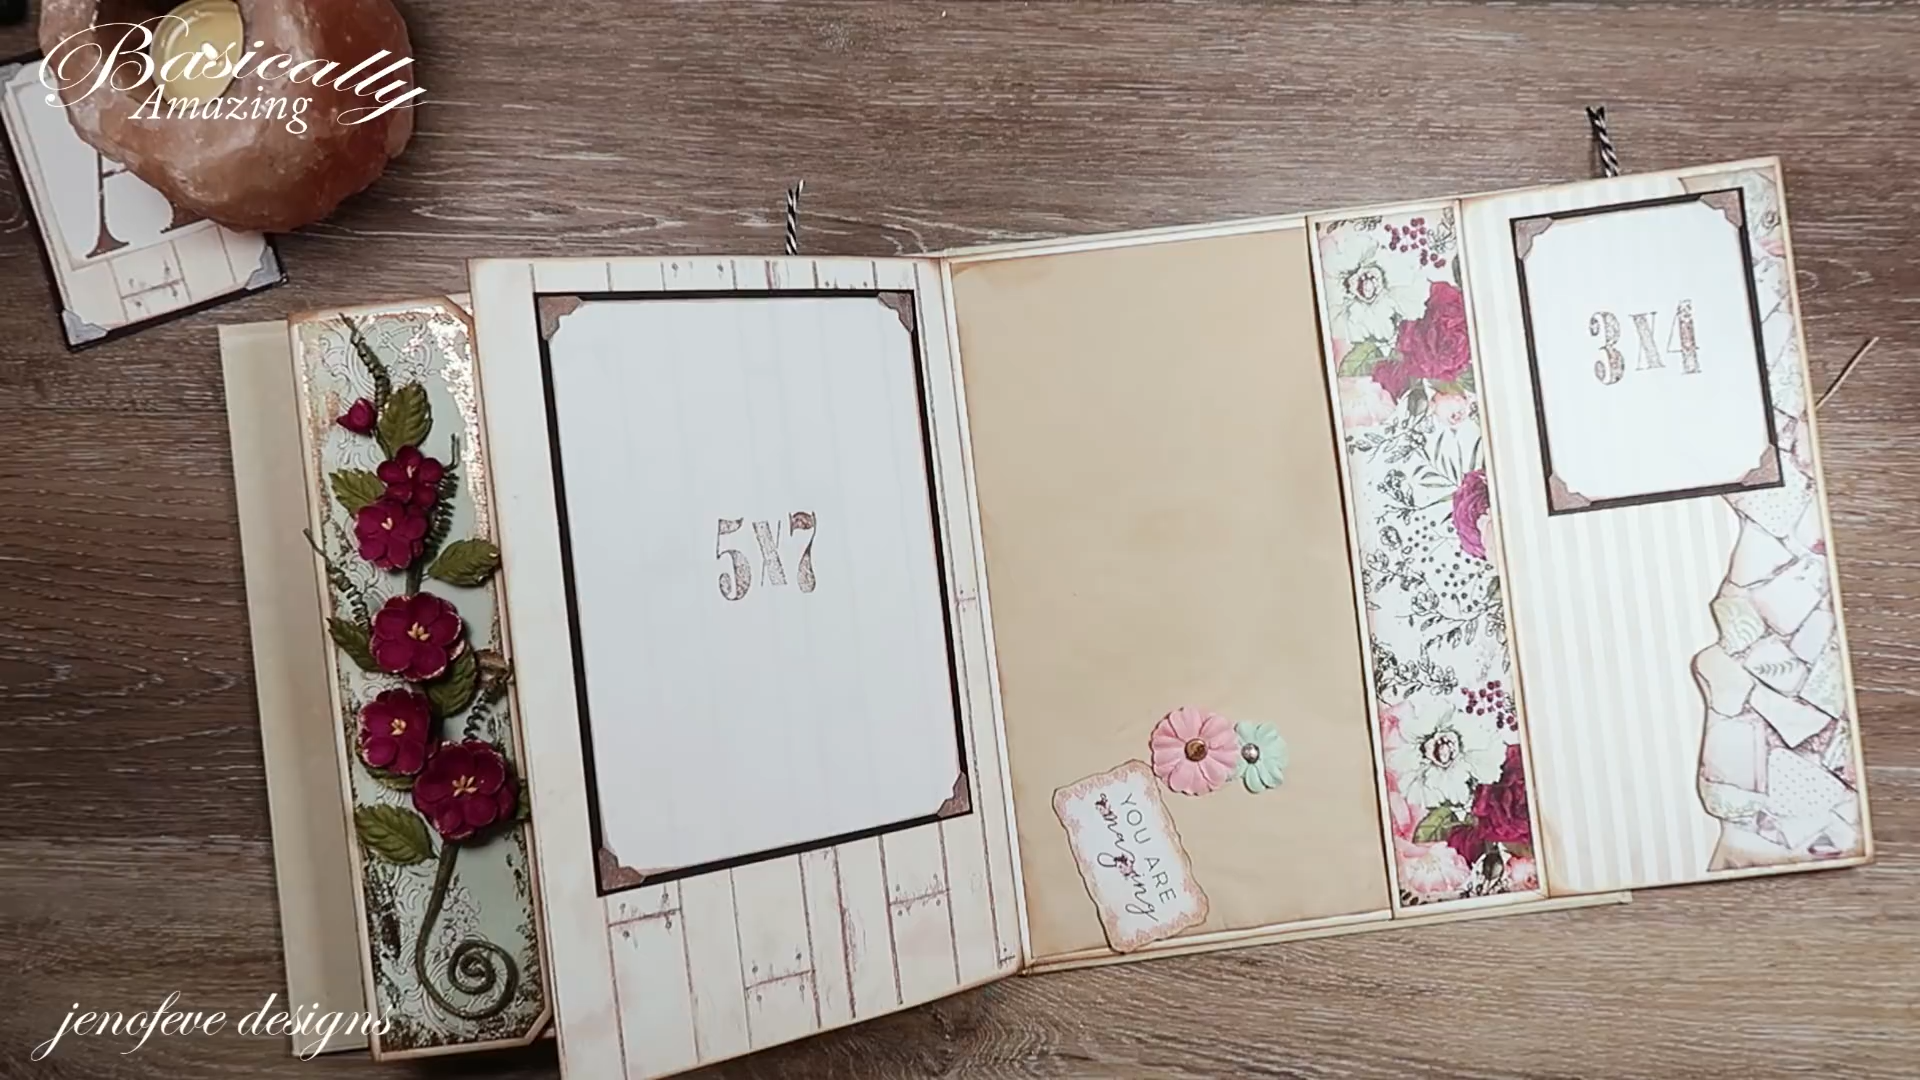 Basically
Amazing
A
5x7
3x4
YOU ARE
amazing
jenofeve designs